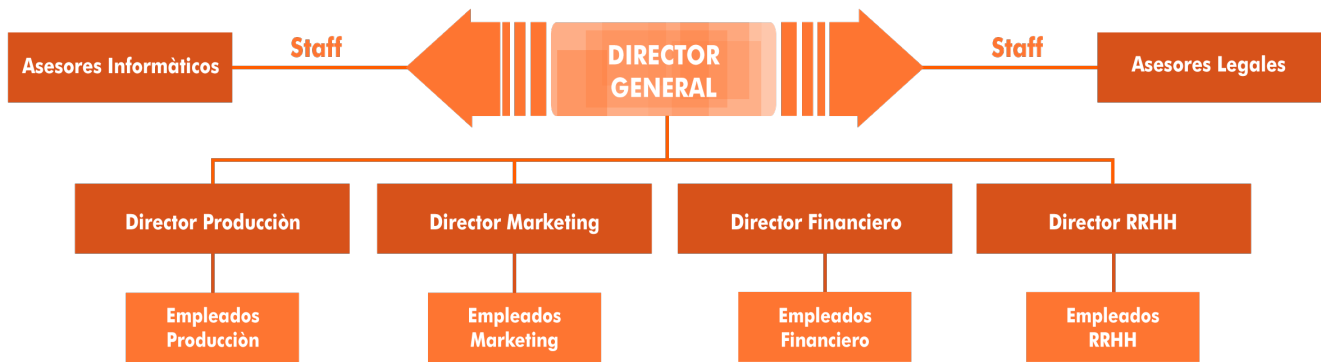 Staff
DIRECTOR
GENERAL
Staff
Asesores Informàticos
Asesores Legales
Director Producciòn
Director Marketing
Director Financiero
Director RRHH
Empleados
Producciòn
Empleados
Marketing
Empleados
Financiero
Empleados
RRHH